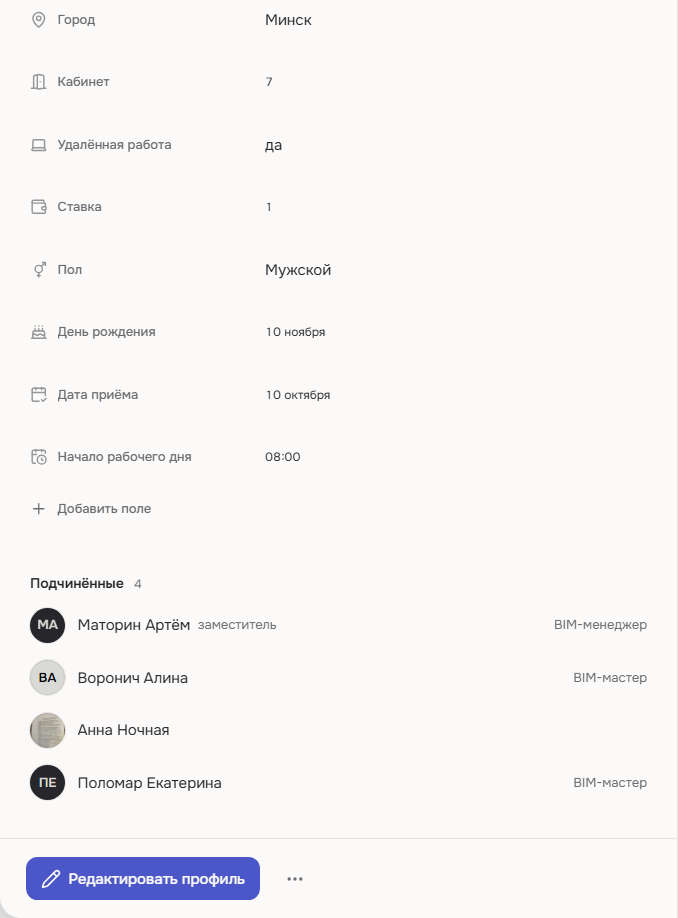 Город Минск
Кабинет 7
Удалённая работа да
Ставка 1
Пол Мужской
День рождения 10 ноября
Дата приёма 10 октября
Начало рабочего дня 08:00
Добавить поле
Подчинённые 4
МА Маторин Артём заместитель BIM-менеджер
ВА Воронич Алина BIM-мастер
Анна Ночная
ПЕ Поломар Екатерина BIM-мастер
Редактировать профиль